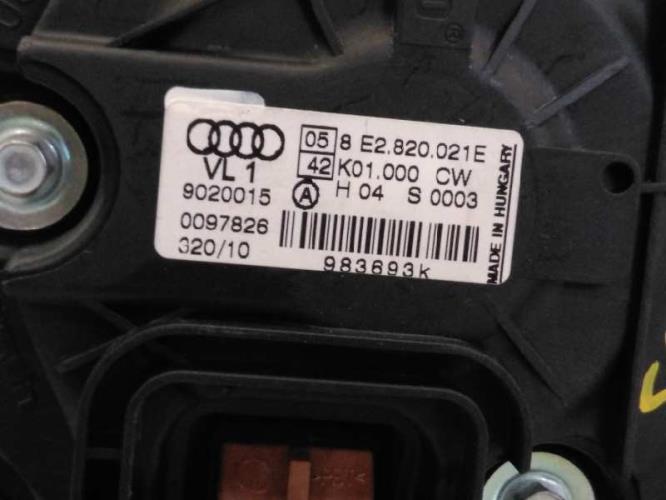 05 8 E2.820.021E
VL 1 42 K01.000 CW
9020015 A H 04 S 0003
0097826
320/10
983693k
MADE IN HUNGARY
®